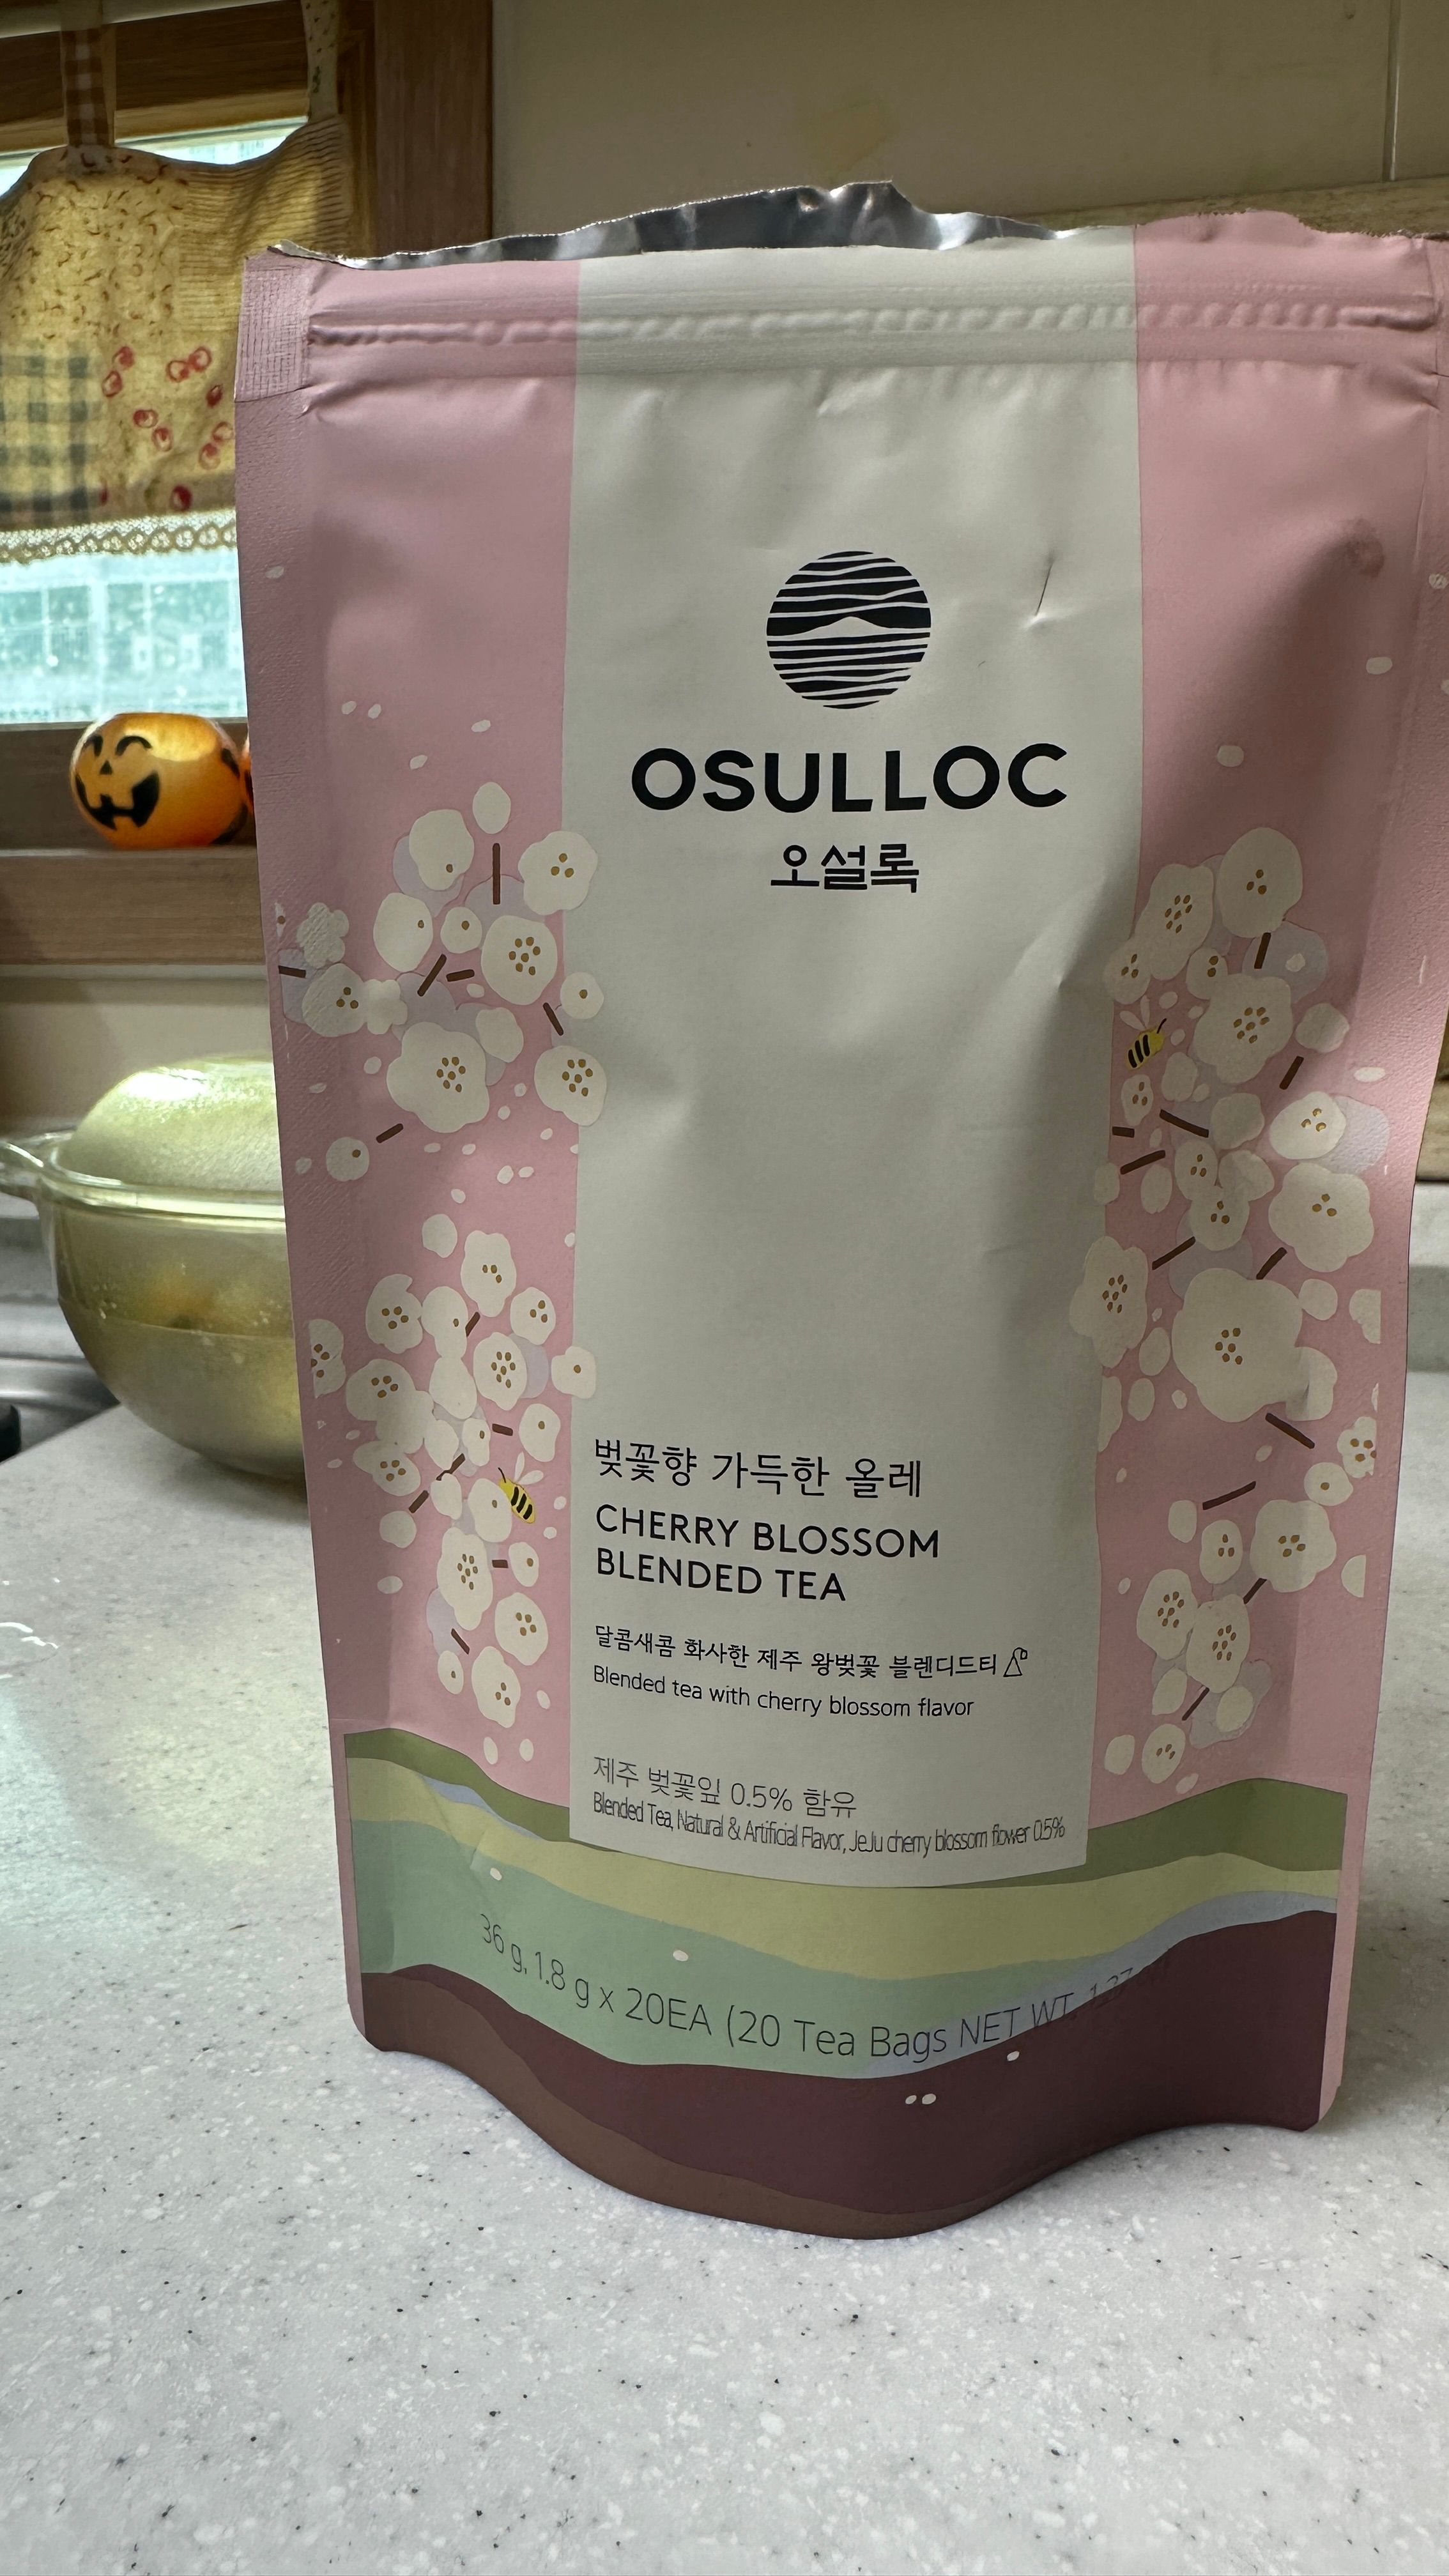 OSULLOC
오설록
벚꽃향 가득한 올레
CHERRY BLOSSOM
BLENDED TEA
달콤새콤 화사한 제주 왕벚꽃 블렌디드티
Blended tea with cherry blossom flavor
제주 벚꽃잎 0.5% 함유
Blended Tea, Natural & Artificial Flavor, JeJu cherry blossom flower 0.5%
36 g, 1.8 g x 20EA (20 Tea Bags NET WT.